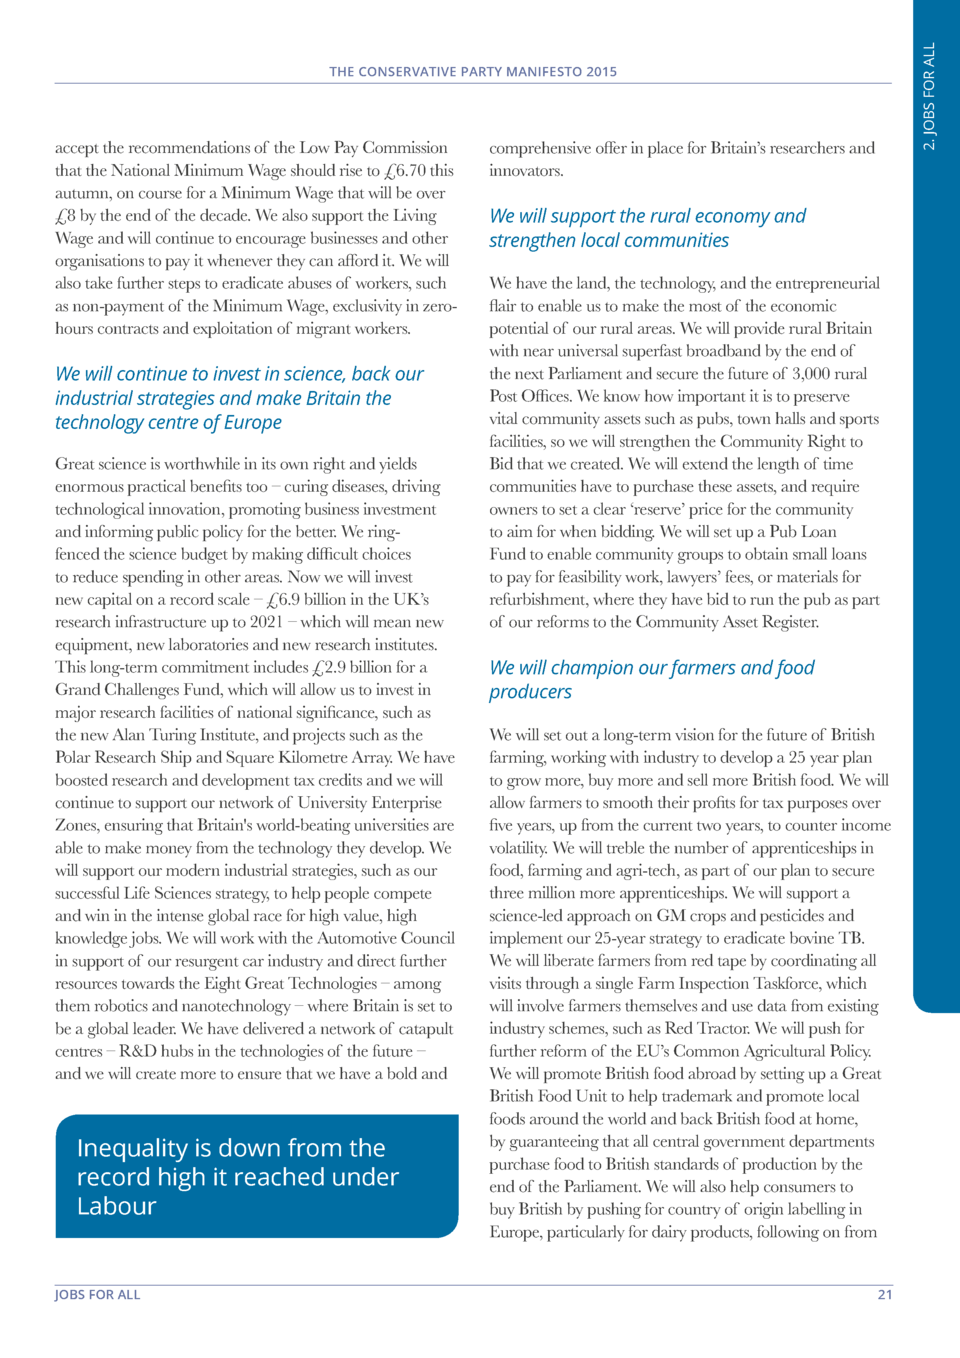 THE CONSERVATIVE PARTY MANIFESTO 2015
2. JOBS FOR ALL
accept the recommendations of the Low Pay Commission
that the National Minimum Wage should rise to £6.70 this
autumn, on course for a Minimum Wage that will be over
£8 by the end of the decade. We also support the Living
Wage and will continue to encourage businesses and other
organisations to pay it whenever they can afford it. We will
also take further steps to eradicate abuses of workers, such
as non-payment of the Minimum Wage, exclusivity in zero-
hours contracts and exploitation of migrant workers.
We will continue to invest in science, back our
industrial strategies and make Britain the
technology centre of Europe
Great science is worthwhile in its own right and yields
enormous practical benefits too – curing diseases, driving
technological innovation, promoting business investment
and informing public policy for the better. We ring-
fenced the science budget by making difficult choices
to reduce spending in other areas. Now we will invest
new capital on a record scale – £6.9 billion in the UK’s
research infrastructure up to 2021 – which will mean new
equipment, new laboratories and new research institutes.
This long-term commitment includes £2.9 billion for a
Grand Challenges Fund, which will allow us to invest in
major research facilities of national significance, such as
the new Alan Turing Institute, and projects such as the
Polar Research Ship and Square Kilometre Array. We have
boosted research and development tax credits and we will
continue to support our network of University Enterprise
Zones, ensuring that Britain's world-beating universities are
able to make money from the technology they develop. We
will support our modern industrial strategies, such as our
successful Life Sciences strategy, to help people compete
and win in the intense global race for high value, high
knowledge jobs. We will work with the Automotive Council
in support of our resurgent car industry and direct further
resources towards the Eight Great Technologies – among
them robotics and nanotechnology – where Britain is set to
be a global leader. We have delivered a network of catapult
centres – R&D hubs in the technologies of the future –
and we will create more to ensure that we have a bold and
Inequality is down from the
record high it reached under
Labour
comprehensive offer in place for Britain’s researchers and
innovators.
We will support the rural economy and
strengthen local communities
We have the land, the technology, and the entrepreneurial
flair to enable us to make the most of the economic
potential of our rural areas. We will provide rural Britain
with near universal superfast broadband by the end of
the next Parliament and secure the future of 3,000 rural
Post Offices. We know how important it is to preserve
vital community assets such as pubs, town halls and sports
facilities, so we will strengthen the Community Right to
Bid that we created. We will extend the length of time
communities have to purchase these assets, and require
owners to set a clear ‘reserve’ price for the community
to aim for when bidding. We will set up a Pub Loan
Fund to enable community groups to obtain small loans
to pay for feasibility work, lawyers’ fees, or materials for
refurbishment, where they have bid to run the pub as part
of our reforms to the Community Asset Register.
We will champion our farmers and food
producers
We will set out a long-term vision for the future of British
farming, working with industry to develop a 25 year plan
to grow more, buy more and sell more British food. We will
allow farmers to smooth their profits for tax purposes over
five years, up from the current two years, to counter income
volatility. We will treble the number of apprenticeships in
food, farming and agri-tech, as part of our plan to secure
three million more apprenticeships. We will support a
science-led approach on GM crops and pesticides and
implement our 25-year strategy to eradicate bovine TB.
We will liberate farmers from red tape by coordinating all
visits through a single Farm Inspection Taskforce, which
will involve farmers themselves and use data from existing
industry schemes, such as Red Tractor. We will push for
further reform of the EU’s Common Agricultural Policy.
We will promote British food abroad by setting up a Great
British Food Unit to help trademark and promote local
foods around the world and back British food at home,
by guaranteeing that all central government departments
purchase food to British standards of production by the
end of the Parliament. We will also help consumers to
buy British by pushing for country of origin labelling in
Europe, particularly for dairy products, following on from
JOBS FOR ALL
21